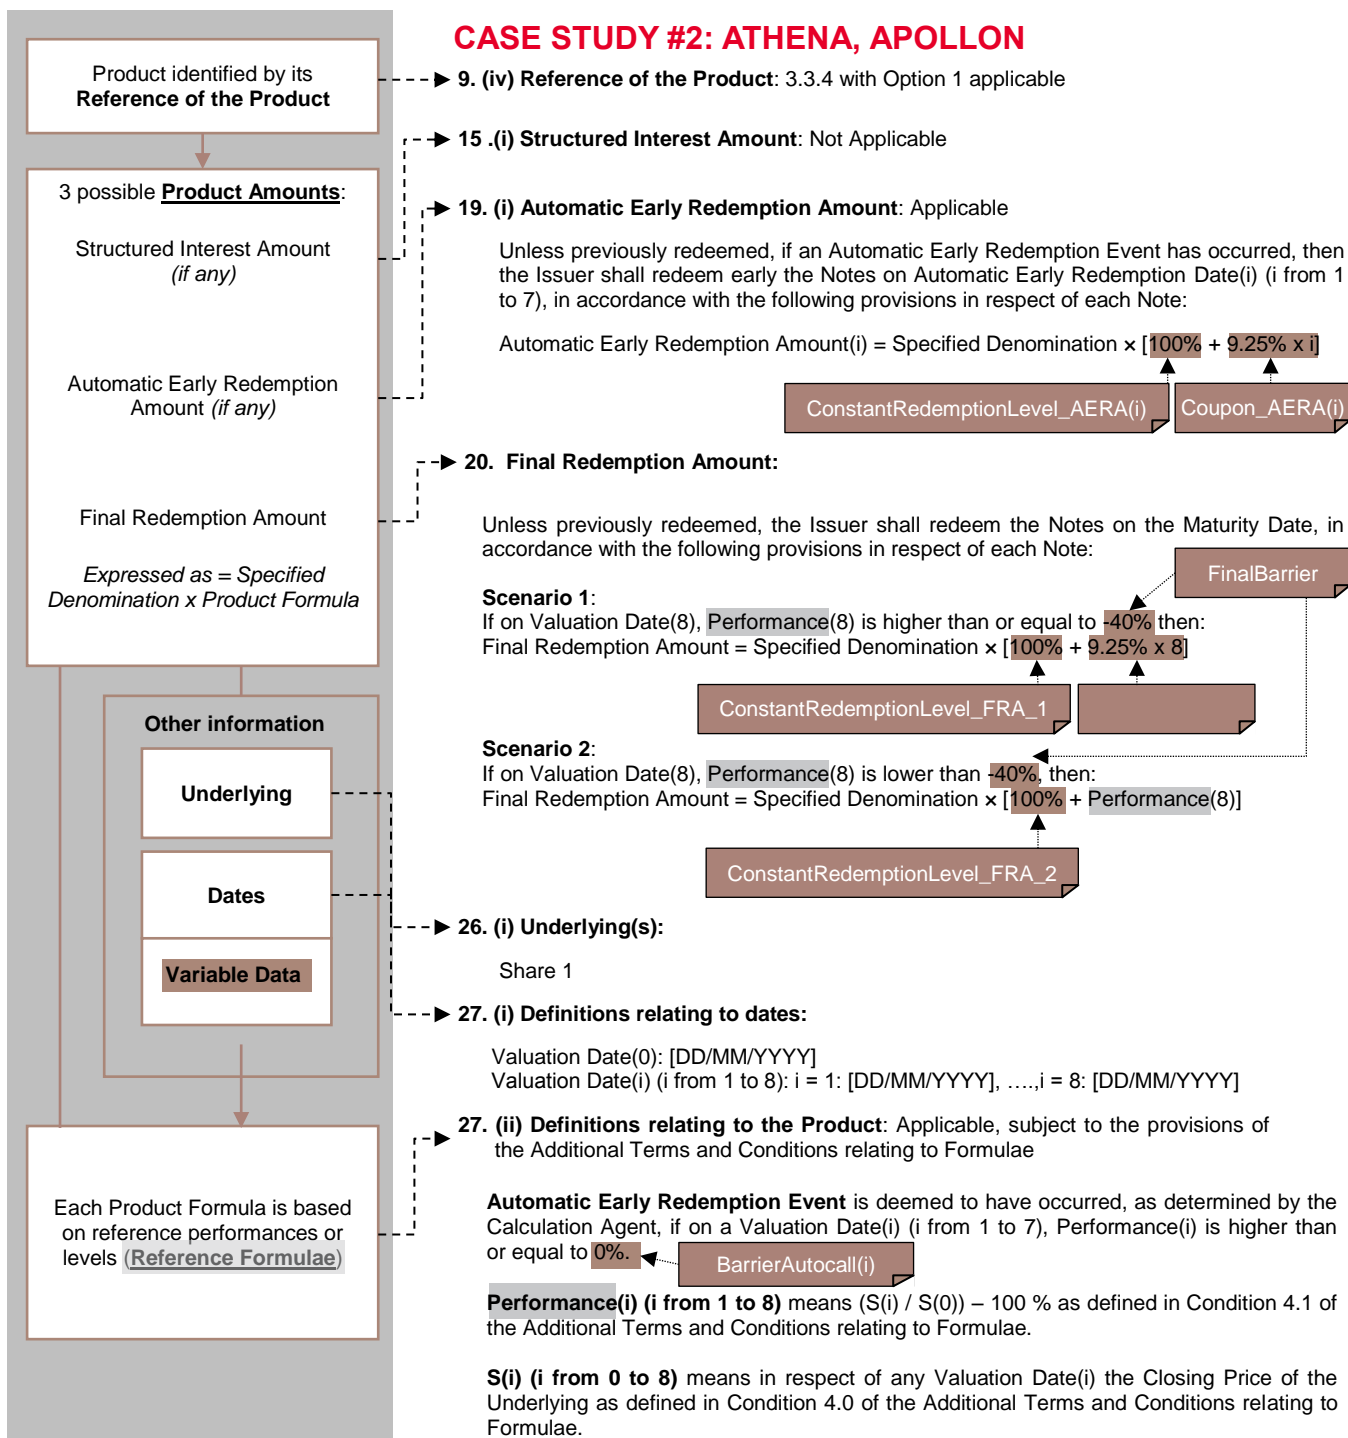 CASE STUDY #2: ATHENA, APOLLON
Product identified by its
Reference of the Product
9. (iv) Reference of the Product: 3.3.4 with Option 1 applicable
15 .(i) Structured Interest Amount: Not Applicable
3 possible Product Amounts:
Structured Interest Amount
(if any)
Automatic Early Redemption
Amount (if any)
Final Redemption Amount
Expressed as = Specified
Denomination x Product Formula
19. (i) Automatic Early Redemption Amount: Applicable
Unless previously redeemed, if an Automatic Early Redemption Event has occurred, then
the Issuer shall redeem early the Notes on Automatic Early Redemption Date(i) (i from 1
to 7), in accordance with the following provisions in respect of each Note:
Automatic Early Redemption Amount(i) = Specified Denomination × [100% + 9.25% x i]
ConstantRedemptionLevel_AERA(i)
Coupon_AERA(i)
20. Final Redemption Amount:
Unless previously redeemed, the Issuer shall redeem the Notes on the Maturity Date, in
accordance with the following provisions in respect of each Note:
FinalBarrier
Scenario 1:
If on Valuation Date(8), Performance(8) is higher than or equal to -40% then:
Final Redemption Amount = Specified Denomination × [100% + 9.25% x 8]
ConstantRedemptionLevel_FRA_1
Scenario 2:
If on Valuation Date(8), Performance(8) is lower than -40%, then:
Final Redemption Amount = Specified Denomination × [100% + Performance(8)]
ConstantRedemptionLevel_FRA_2
Other information
Underlying
Dates
Variable Data
26. (i) Underlying(s):
Share 1
27. (i) Definitions relating to dates:
Valuation Date(0): [DD/MM/YYYY]
Valuation Date(i) (i from 1 to 8): i = 1: [DD/MM/YYYY], ….,i = 8: [DD/MM/YYYY]
27. (ii) Definitions relating to the Product: Applicable, subject to the provisions of
the Additional Terms and Conditions relating to Formulae
Each Product Formula is based
on reference performances or
levels (Reference Formulae)
Automatic Early Redemption Event is deemed to have occurred, as determined by the
Calculation Agent, if on a Valuation Date(i) (i from 1 to 7), Performance(i) is higher than
or equal to 0%.
BarrierAutocall(i)
Performance(i) (i from 1 to 8) means (S(i) / S(0)) – 100 % as defined in Condition 4.1 of
the Additional Terms and Conditions relating to Formulae.
S(i) (i from 0 to 8) means in respect of any Valuation Date(i) the Closing Price of the
Underlying as defined in Condition 4.0 of the Additional Terms and Conditions relating to
Formulae.